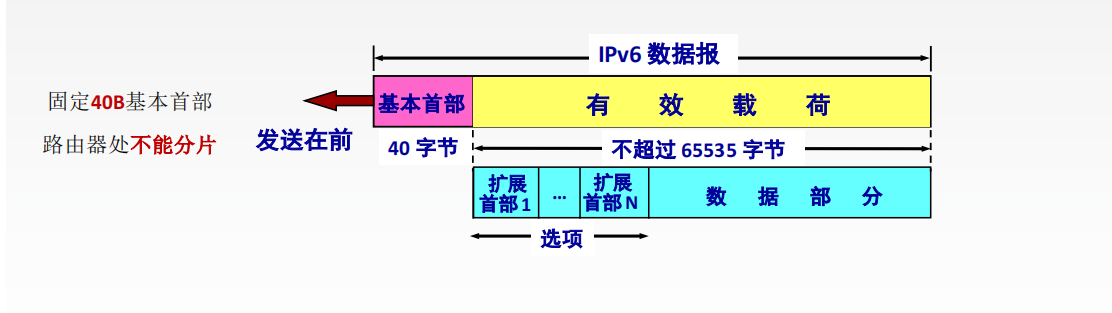 IPv6 数据报
固定40B基本首部
路由器处不能分片
发送在前
基本首部
有效载荷
40 字节
不超过 65535 字节
扩展
首部 1
...
扩展
首部 N
数据部分
选项